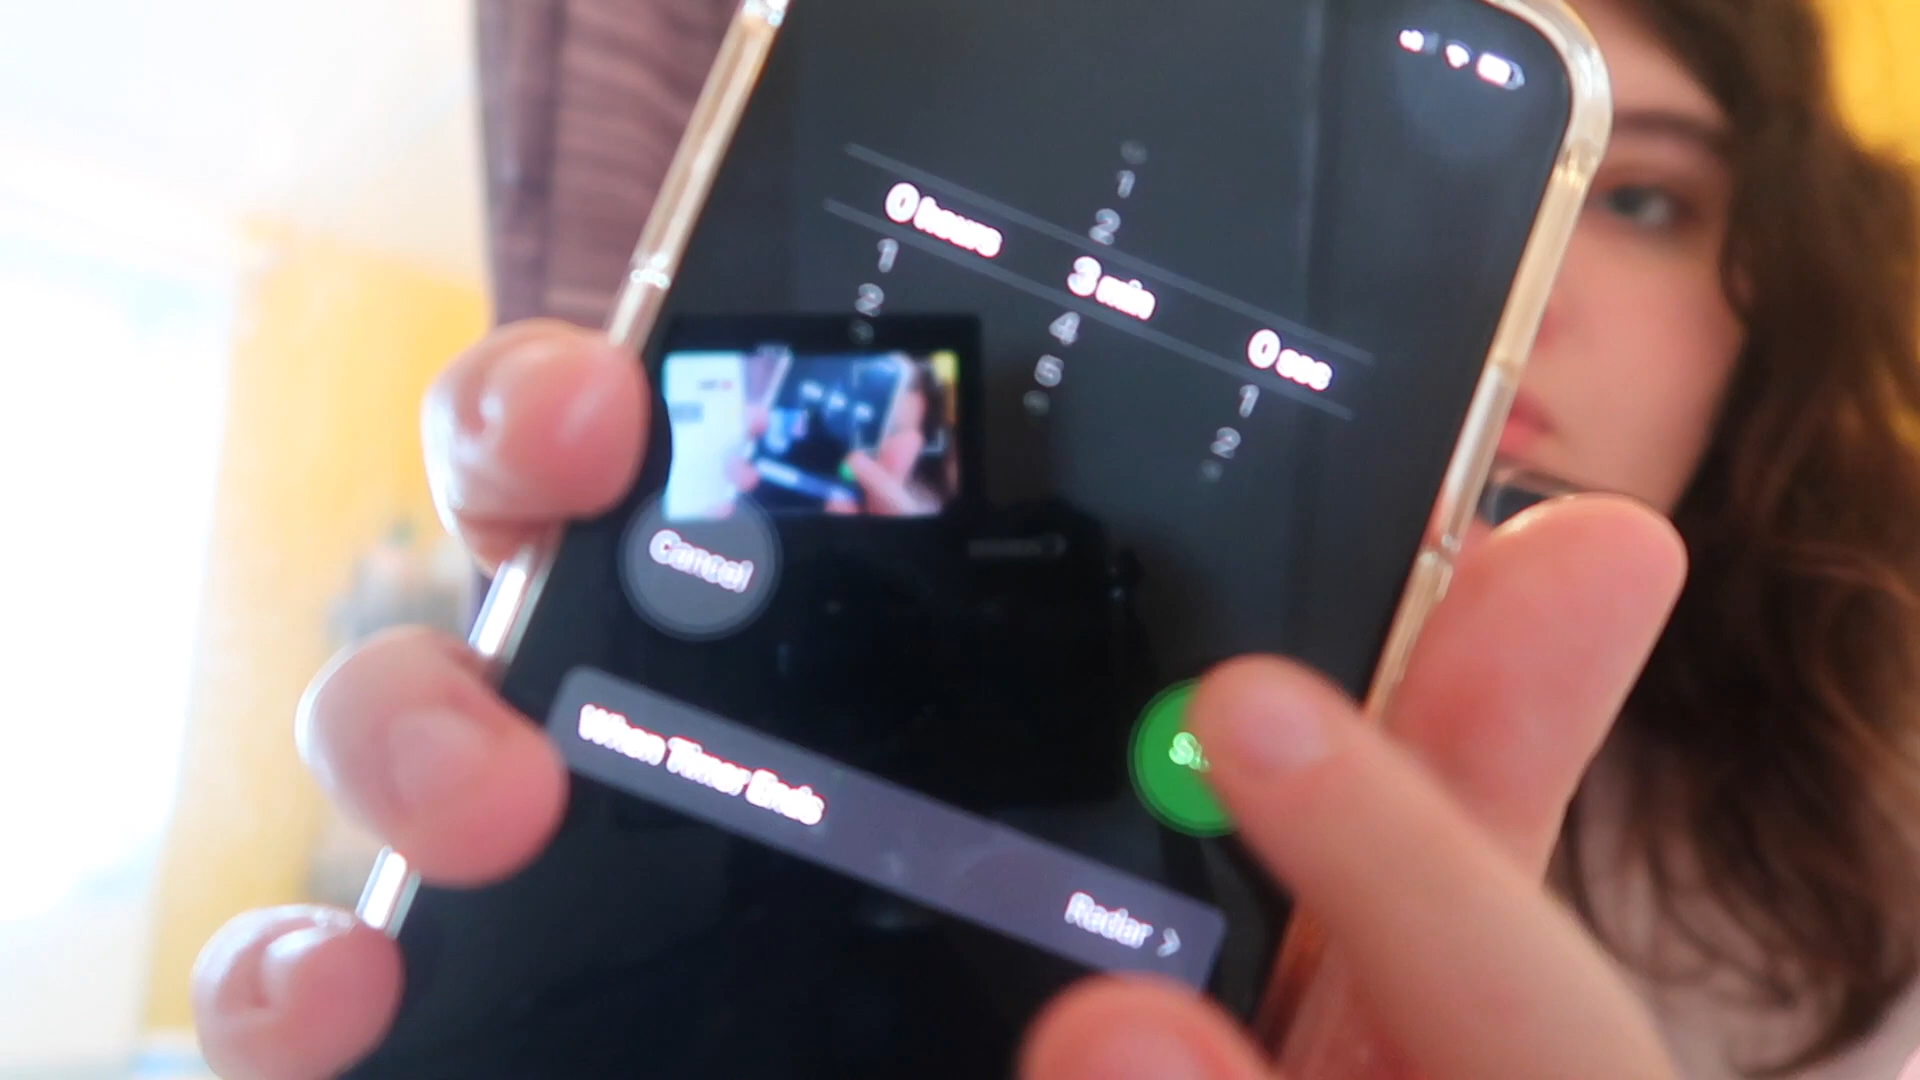 1
2
0 hours 3 min 0 sec
1 4 1
2 5 2
Cancel
When Timer Ends
Radar >